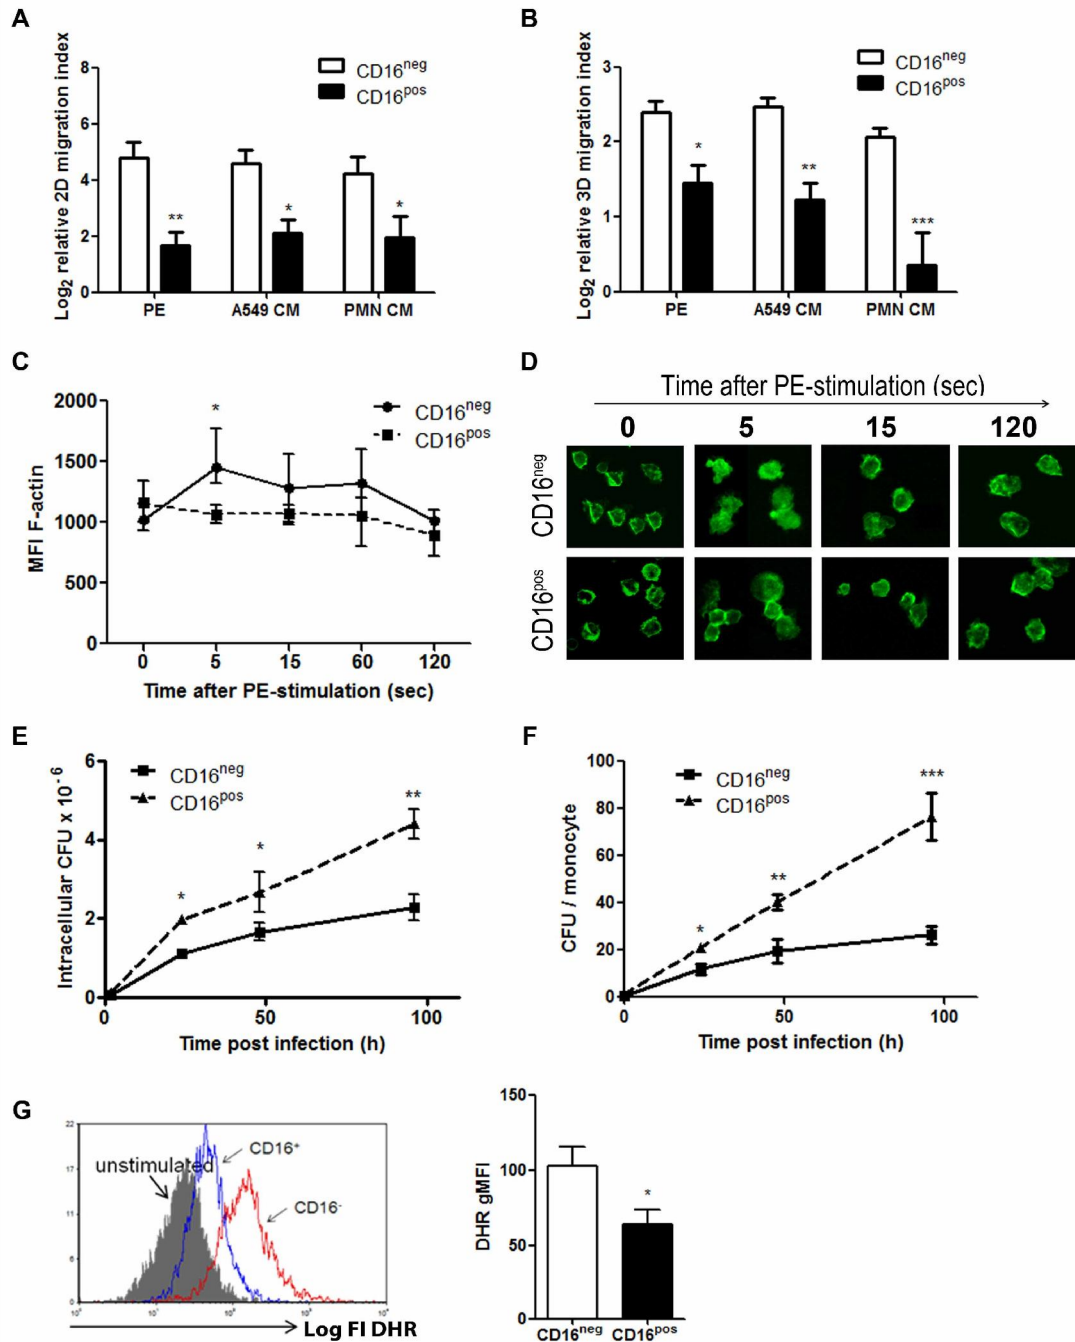 A
Log2 relative 2D migration index
8
6
4
2
0
CD16neg
CD16pos
**
*
*
PE
A549 CM
PMN CM
B
Log2 relative 3D migration index
3
2
1
0
CD16neg
CD16pos
*
**
***
PE
A549 CM
PMN CM
C
MFI F-actin
2000
1500
1000
500
0
CD16neg
CD16pos
*
0 5 15 60 120
Time after PE-stimulation (sec)
D
Time after PE-stimulation (sec)
0 5 15 120
CD16neg
CD16pos
E
Intracellular CFU x 10-6
6
4
2
0
CD16neg
CD16pos
*
*
**
0 50 100
Time post infection (h)
F
CFU / monocyte
100
80
60
40
20
0
CD16neg
CD16pos
*
**
***
0 50 100
Time post infection (h)
G
22
17
11
6
0
unstimulated
CD16+
CD16-
Log FI DHR
DHR gMFI
150
100
50
0
*
CD16neg
CD16pos